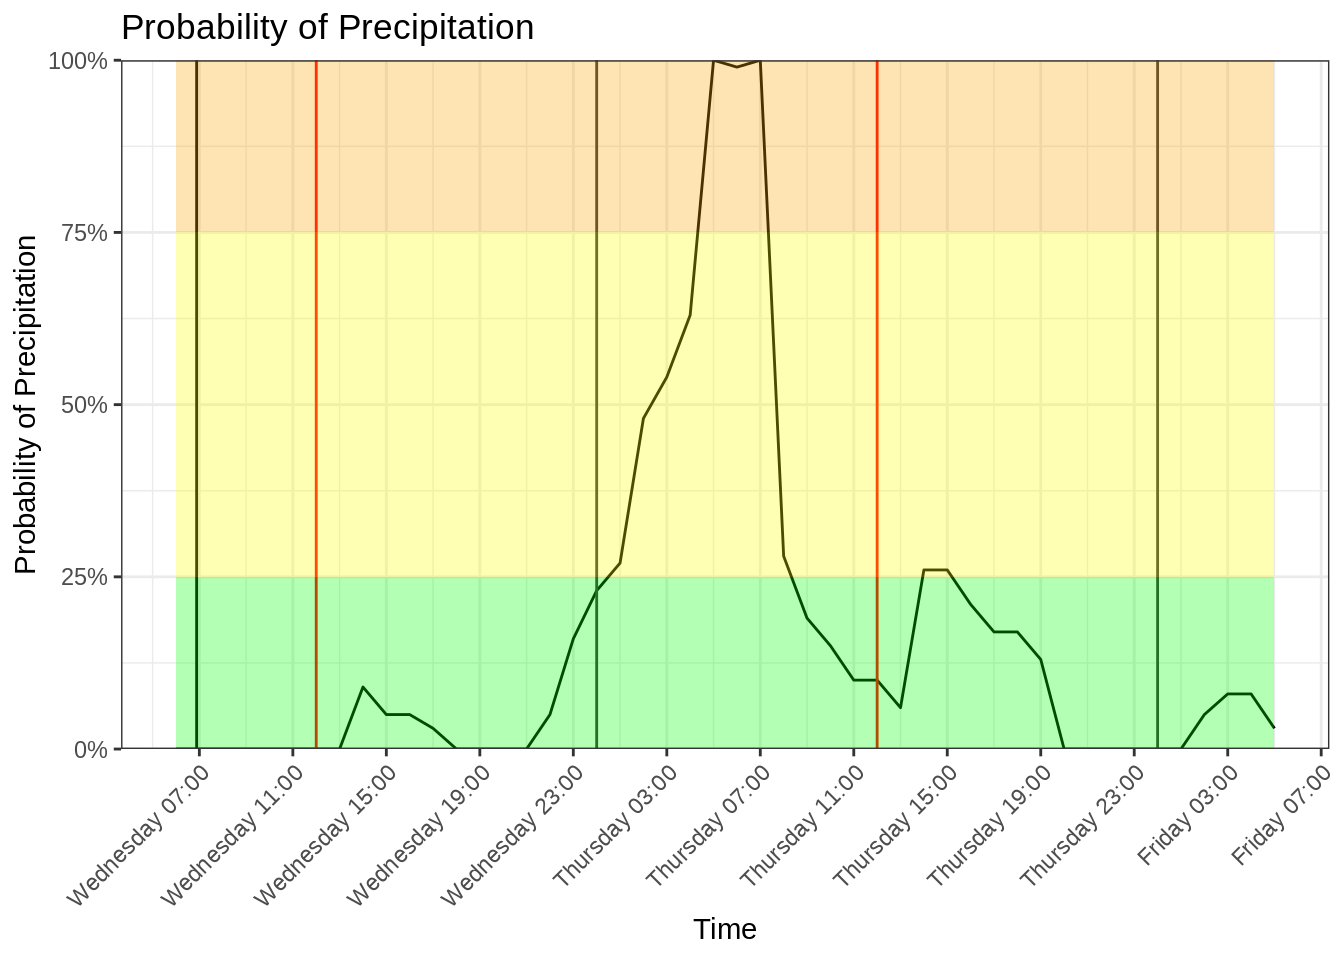 Probability of Precipitation
Probability of Precipitation
100%
75%
50%
25%
0%
Wednesday 07:00
Wednesday 11:00
Wednesday 15:00
Wednesday 19:00
Wednesday 23:00
Thursday 03:00
Thursday 07:00
Thursday 11:00
Thursday 15:00
Thursday 19:00
Thursday 23:00
Friday 03:00
Friday 07:00
Time